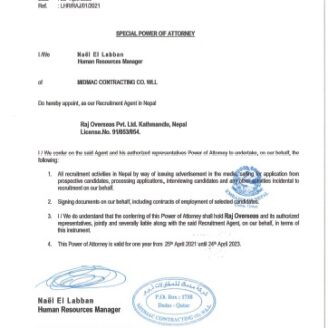 Ref. : LHR/RAJ/01/2021
SPECIAL POWER OF ATTORNEY
I / We
Naël El Labban
Human Resources Manager
of
MIDMAC CONTRACTING CO. W.L.L
Do hereby appoint, as our Recruitment Agent in Nepal
Raj Overseas Pvt. Ltd. Kathmandu, Nepal
License.No. 91/053/054.
I / We confer on the said Agent and his authorized representatives Power of Attorney to undertake, on our behalf, the
following:
1. All recruitment activities in Nepal by way of issuing advertisement in the media, calling for application from
prospective candidates, processing applications, interviewing candidates and any other activities incidental to
recruitment on our behalf.
2. Signing documents on our behalf, including contracts of employment of selected candidates.
3. I / We do understand that the conferring of this Power of Attorney shall hold Raj Overseas and its authorized
representatives, jointly and severally liable along with the said Recruitment Agent, on our behalf, in terms of
this instrument.
4. This Power of Attorney is valid for one year from 25th April 2021 until 24th April 2023.
Naël El Labban
Human Resources Manager
P.O. Box : 1758
Doha - Qatar
MIDMAC CONTRACTING CO. W.L.L